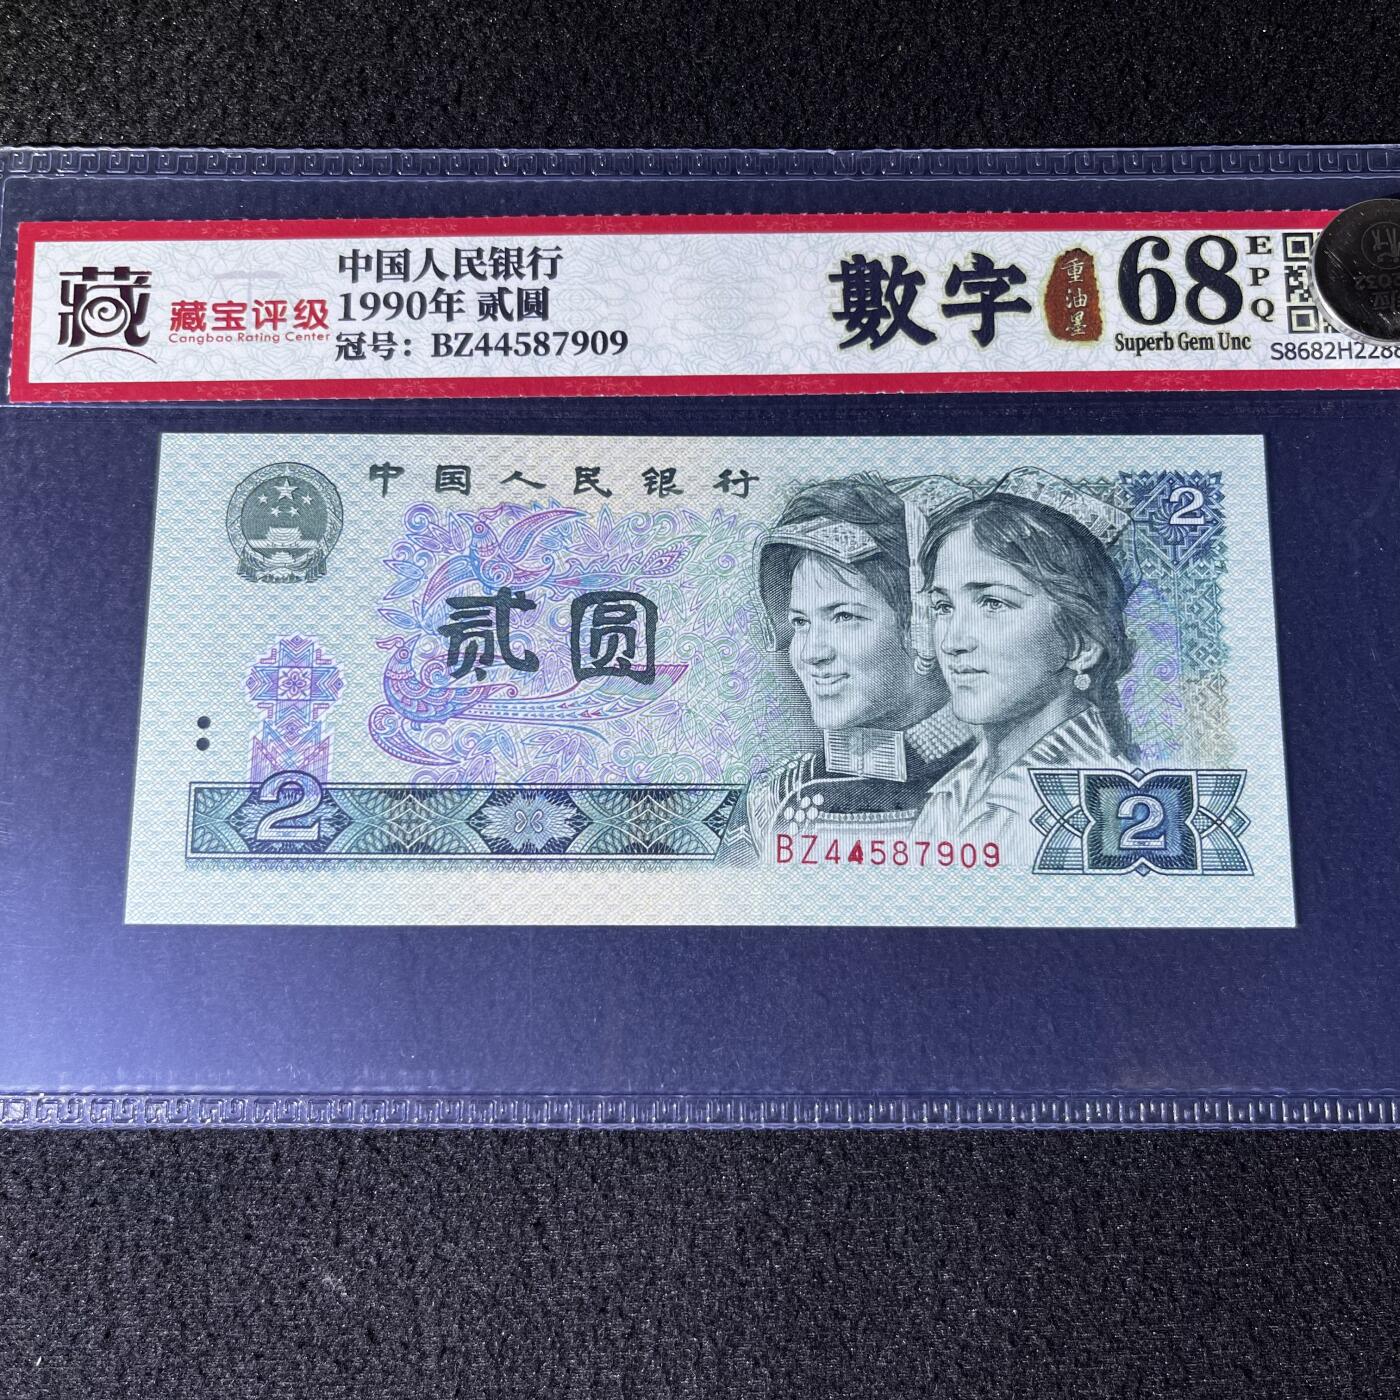 藏
藏宝评级
Cangbao Rating Center
中国人民银行
1990年 贰圆
冠号：BZ44587909
數字
重油墨
68
EPQ
Superb Gem Unc
S8682H2288
中国人民银行
2
贰圆
2
BZ44587909
2